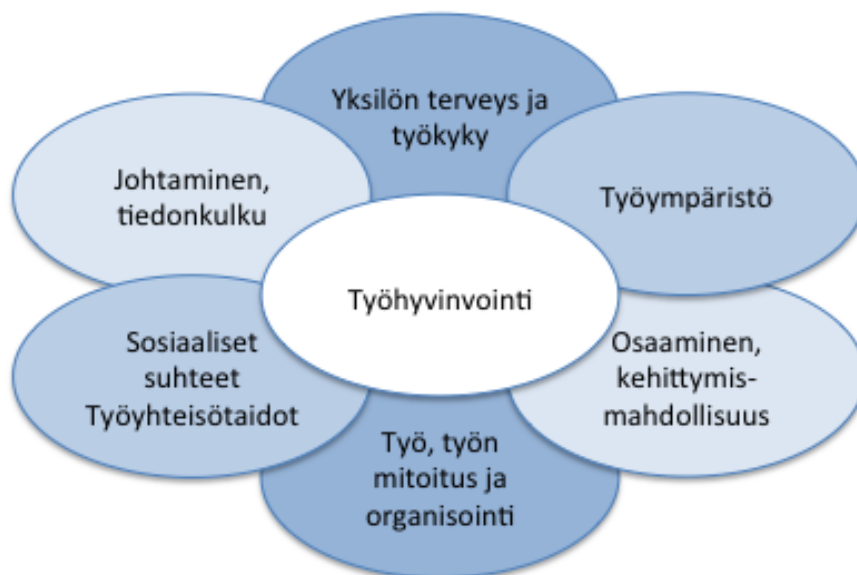 Yksilön terveys ja
työkyky
Johtaminen,
tiedonkulku
Työympäristö
Työhyvinvointi
Sosiaaliset
suhteet
Työyhteisötaidot
Osaaminen,
kehittymis-
mahdollisuus
Työ, työn
mitoitus ja
organisointi